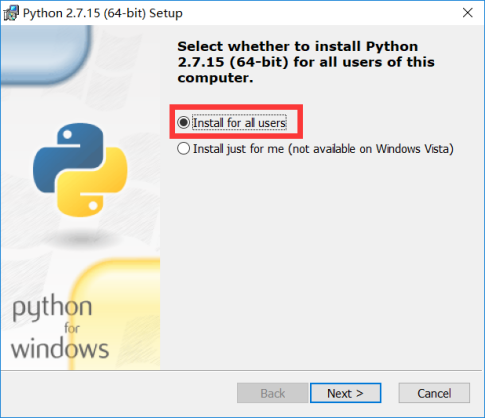 Python 2.7.15 (64-bit) Setup
Select whether to install Python
2.7.15 (64-bit) for all users of this
computer.
Install for all users
Install just for me (not available on Windows Vista)
python
for
windows
Back
Next >
Cancel